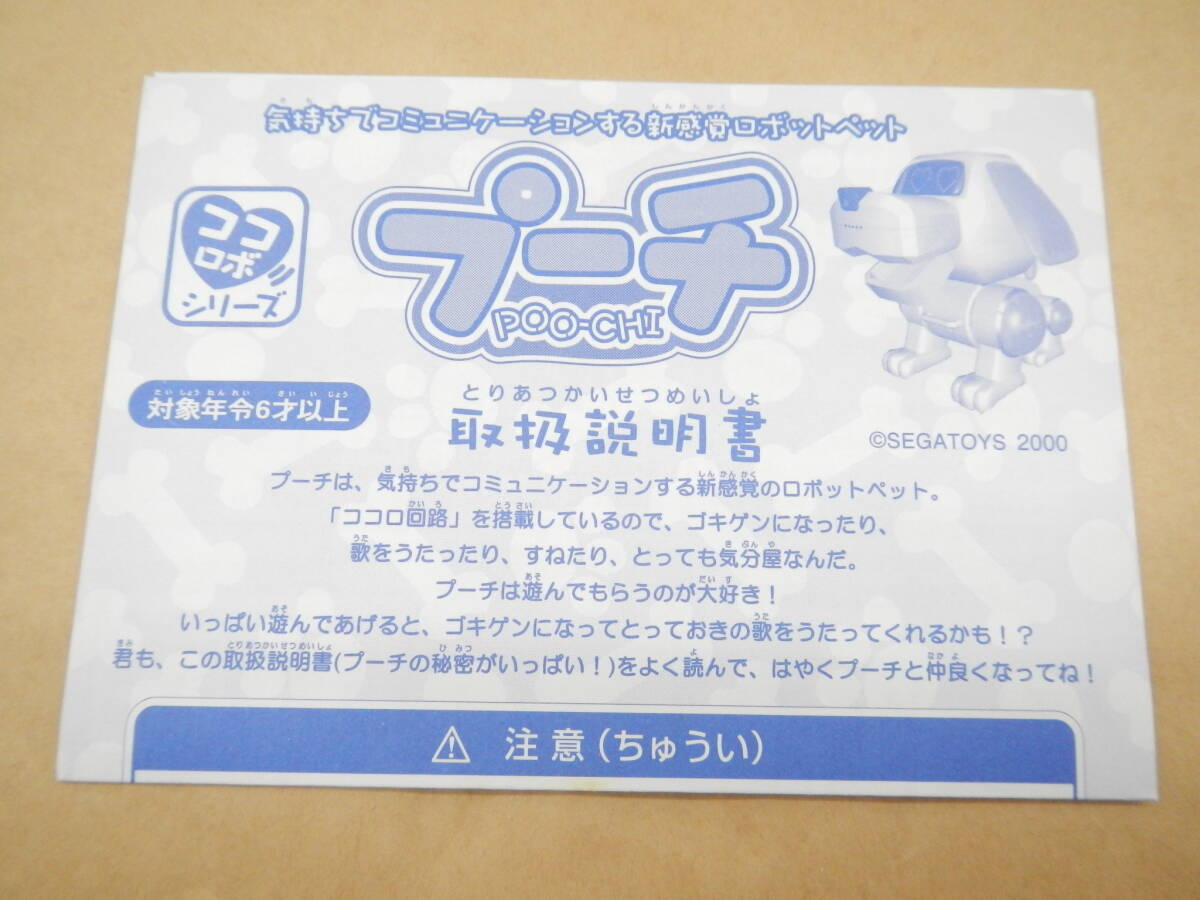 気持ちでコミュニケーションする新感覚ロボットペット
ココロボシリーズ
プーチ
POO-CHI
対象年令6才以上
とりあつかいせつめいしょ
取扱説明書
©SEGATOYS 2000
プーチは、気持ちでコミュニケーションする新感覚のロボットペット。
「ココロ回路」を搭載しているので、ゴキゲンになったり、
歌をうたったり、すねたり、とっても気分屋なんだ。
プーチは遊んでもらうのが大好き！
いっぱい遊んであげると、ゴキゲンになってとっておきの歌をうたってくれるかも！？
君も、この取扱説明書(プーチの秘密がいっぱい！)をよく読んで、はやくプーチと仲良くなってね！
⚠ 注意(ちゅうい)